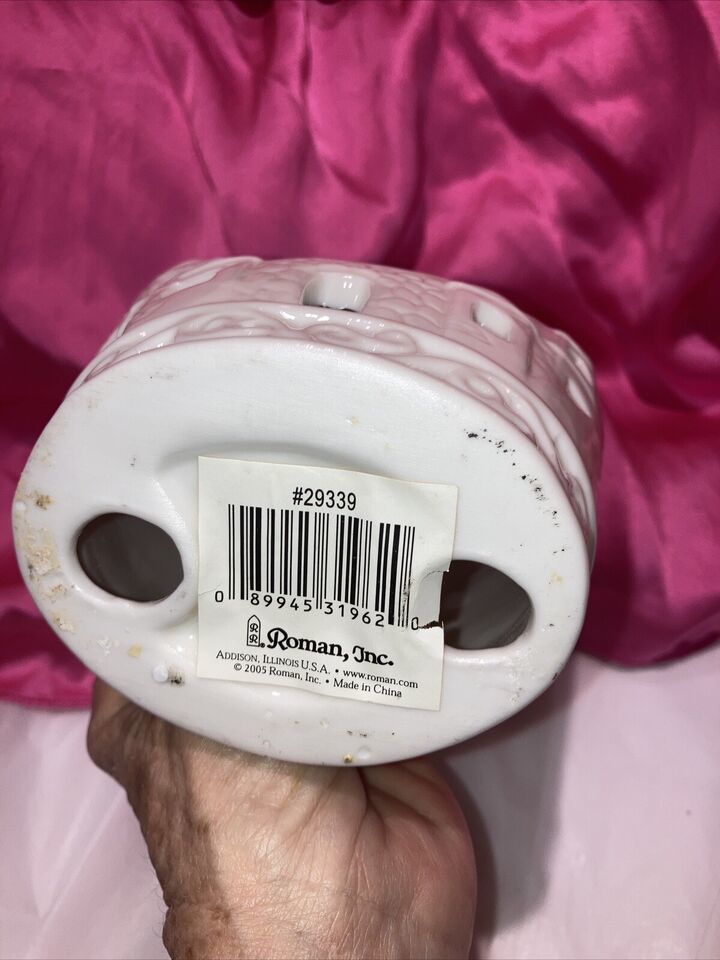 #29339
0 89945 31962 0
Roman, Inc.
ADDISON, ILLINOIS U.S.A. • www.roman.com
© 2005 Roman, Inc. • Made in China